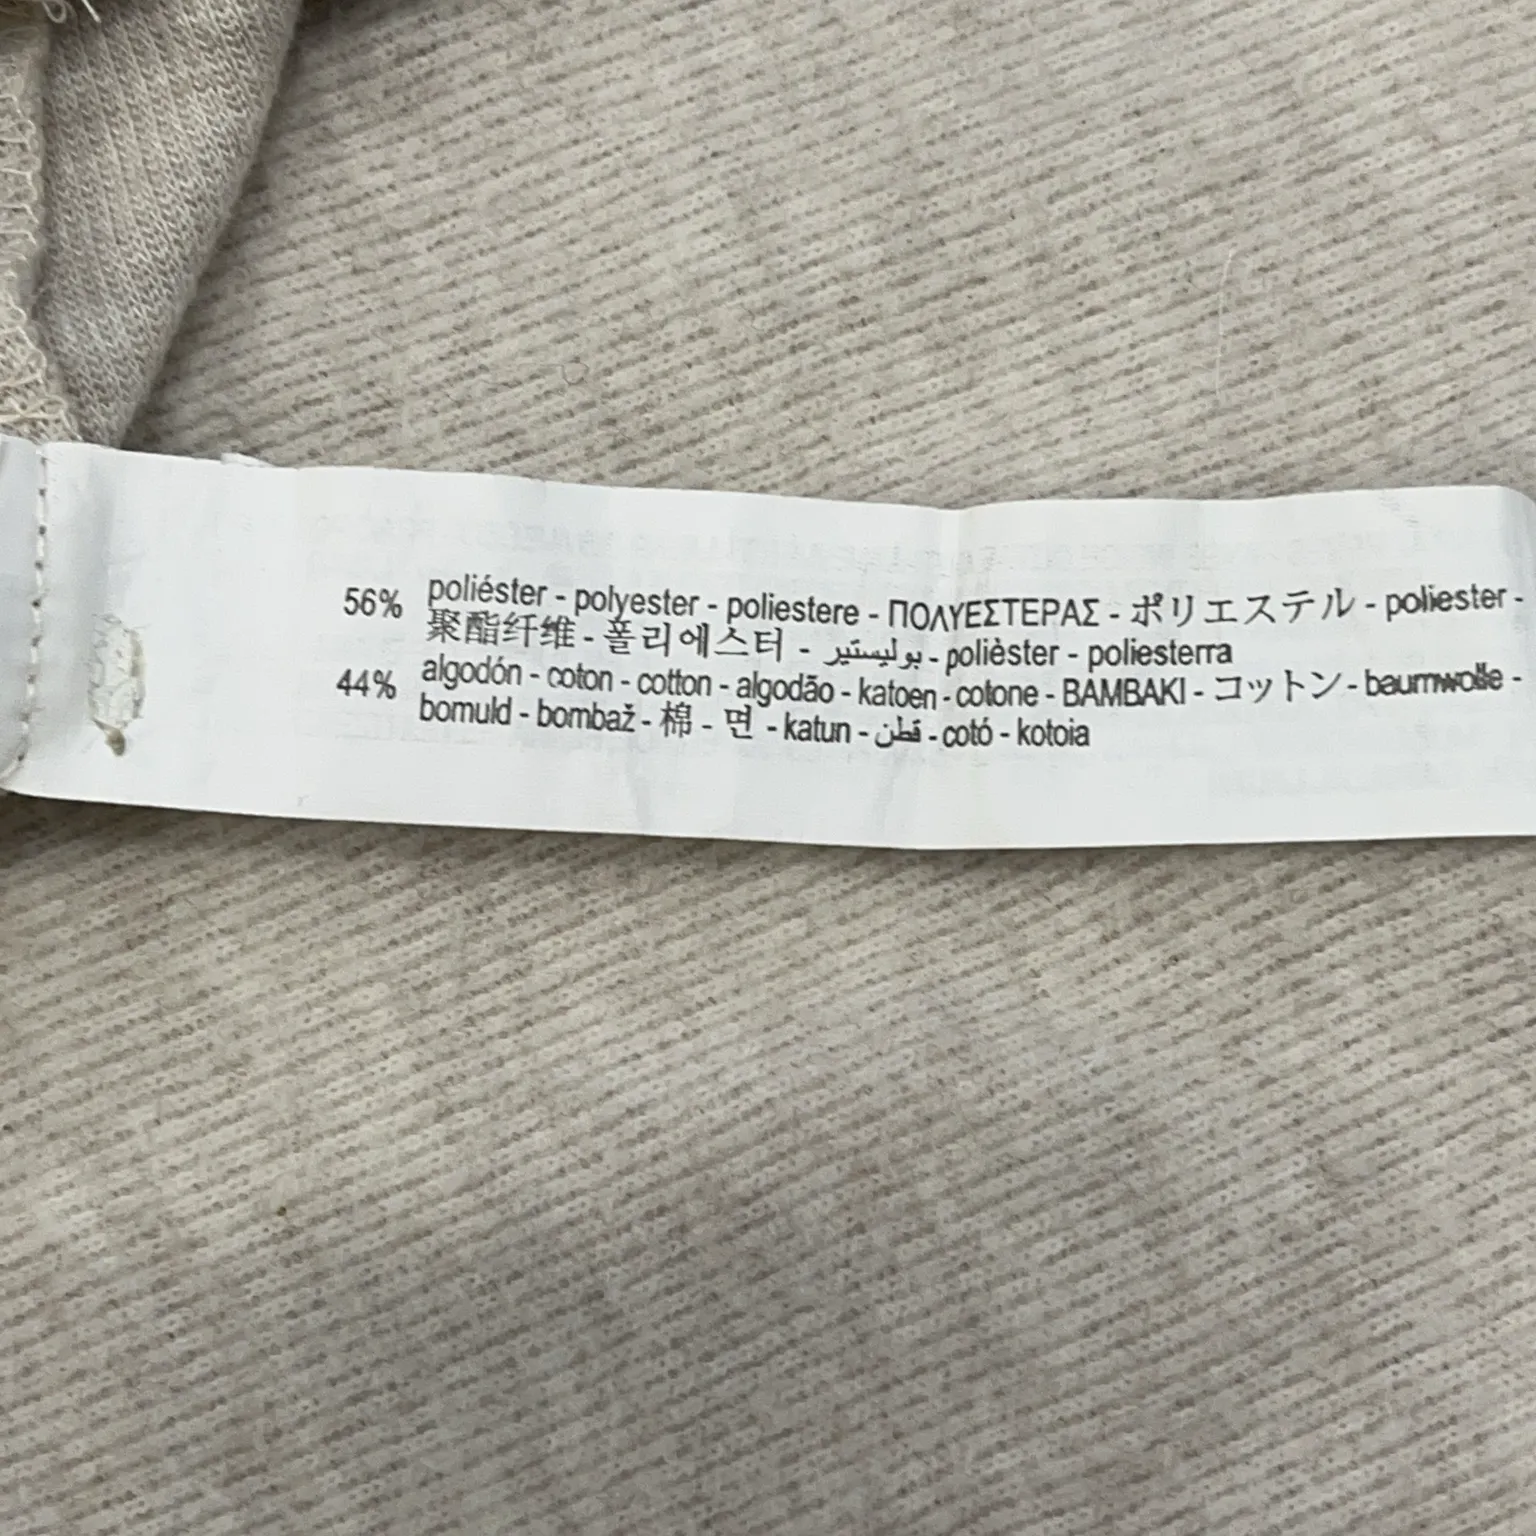 56% poliéster - polyester - poliestere - ΠΟΛΥΕΣΤΕΡΑΣ - ポリエステル - poliester -
聚酯纤维 - 폴리에스터 - بوليستير - polièster - poliesterra
44% algodón - coton - cotton - algodão - katoen - cotone - BAMBAKI - コットン - baumwolle -
bomuld - bombaž - 棉 - 면 - katun - قطن - cotó - kotoia